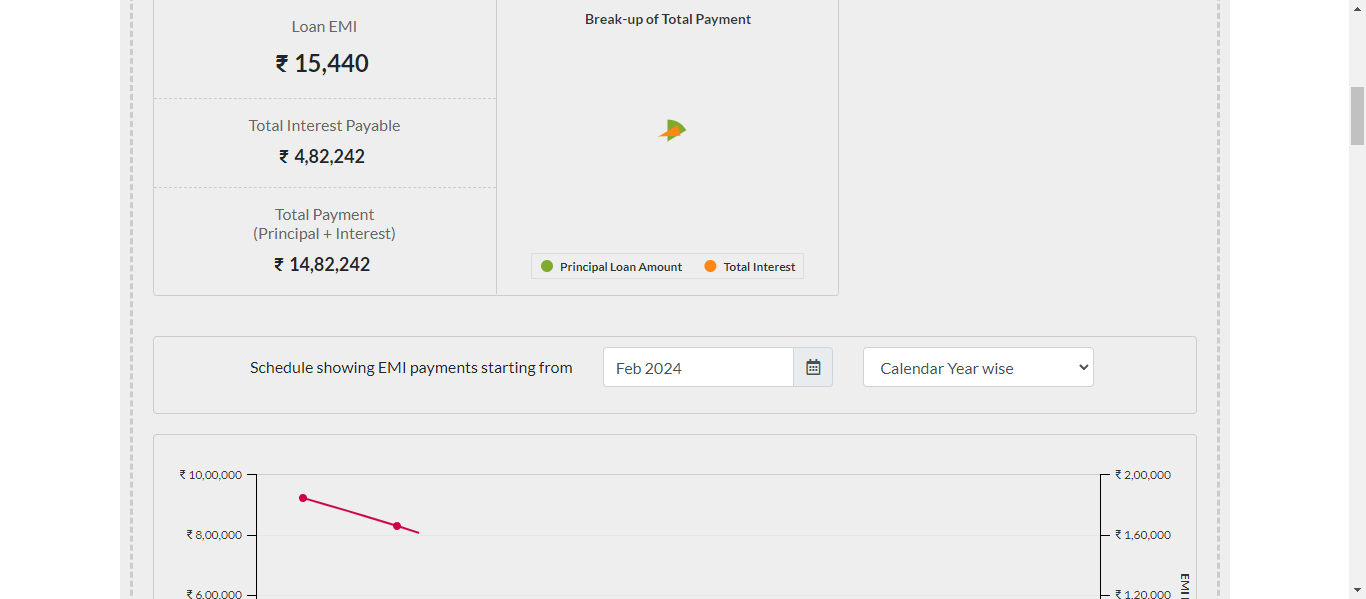 Loan EMI
₹ 15,440
Total Interest Payable
₹ 4,82,242
Total Payment
(Principal + Interest)
₹ 14,82,242
Break-up of Total Payment
Principal Loan Amount
Total Interest
Schedule showing EMI payments starting from
Feb 2024
Calendar Year wise
₹ 10,00,000
₹ 8,00,000
₹ 6,00,000
₹ 2,00,000
₹ 1,60,000
₹ 1,20,000
EMI